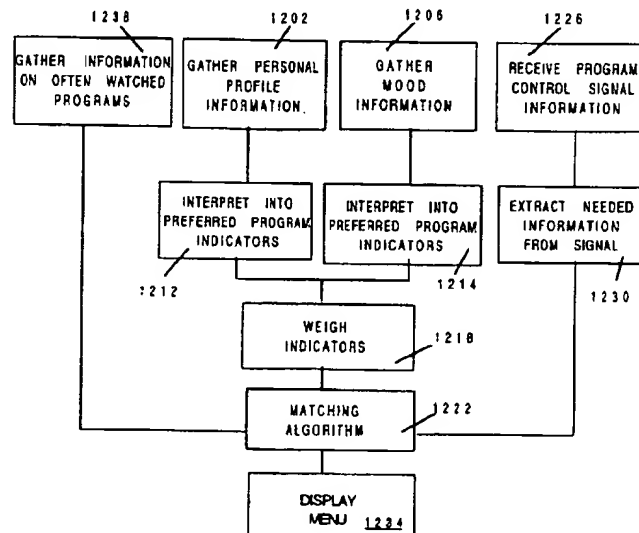 1238
1202
1206
1226
GATHER INFORMATION
ON OFTEN WATCHED
PROGRAMS
GATHER PERSONAL
PROFILE
INFORMATION.
GATHER
MOOD
INFORMATION
RECEIVE PROGRAM
CONTROL SIGNAL
INFORMATION
INTERPRET INTO
PREFERRED PROGRAM
INDICATORS
INTERPRET INTO
PREFERRED PROGRAM
INDICATORS
EXTRACT NEEDED
INFORMATION
FROM SIGNAL
1212
1214
1230
WEIGH
INDICATORS
1218
MATCHING
ALGORITHM
1222
DISPLAY
MENU 1234